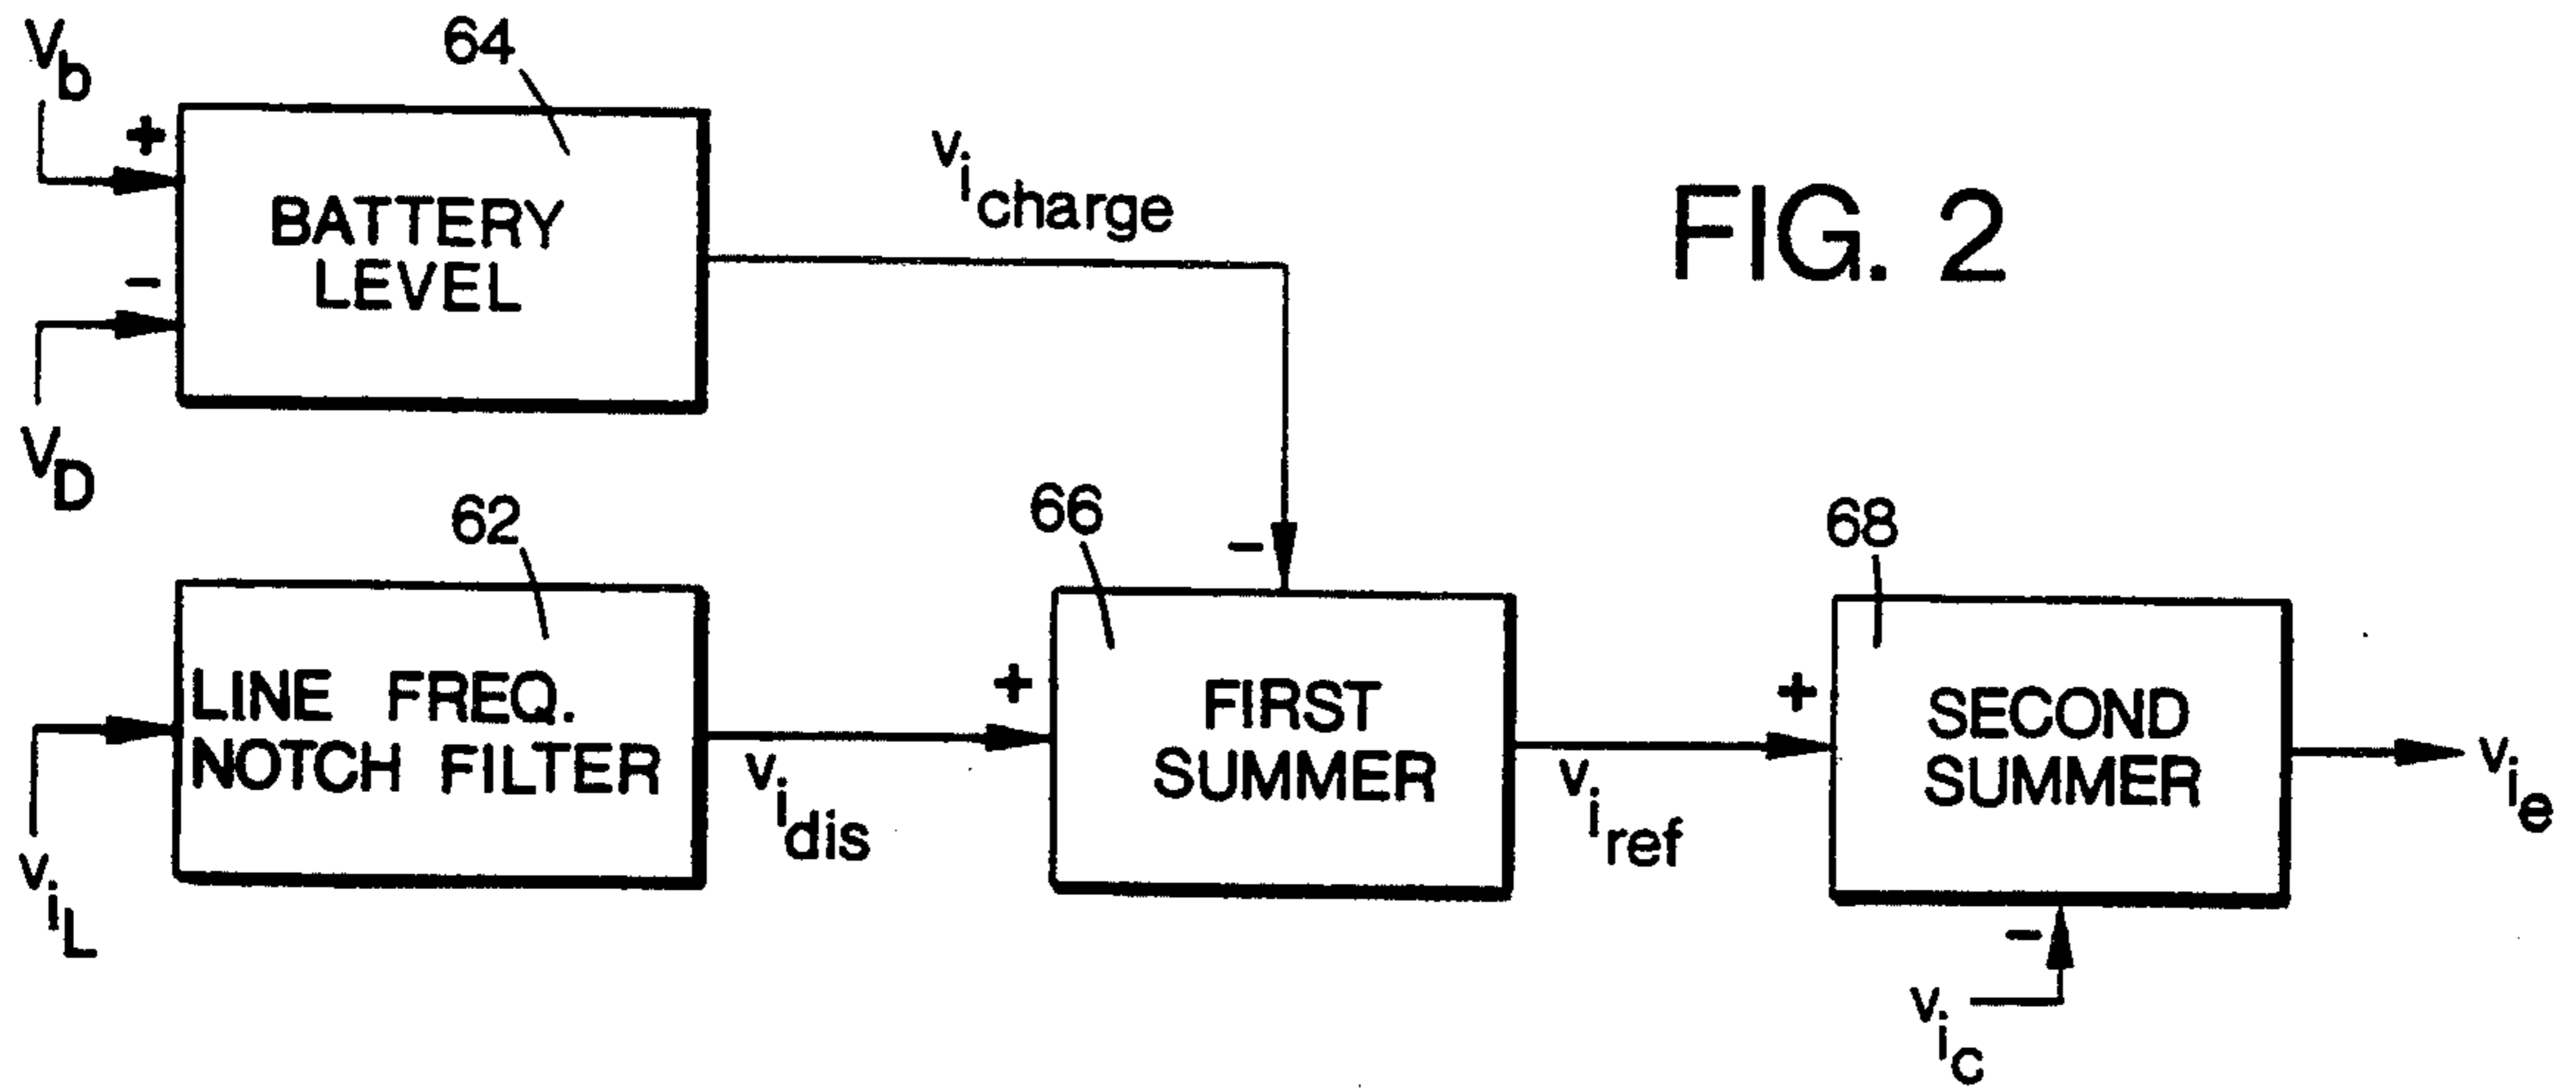 V_b
64
+
BATTERY
LEVEL
-
V_D
v_i_charge
FIG. 2
62
LINE FREQ.
NOTCH FILTER
v_i_L
v_i_dis
66
-
+
FIRST
SUMMER
v_i_ref
68
+
SECOND
SUMMER
-
v_i_c
v_i_e